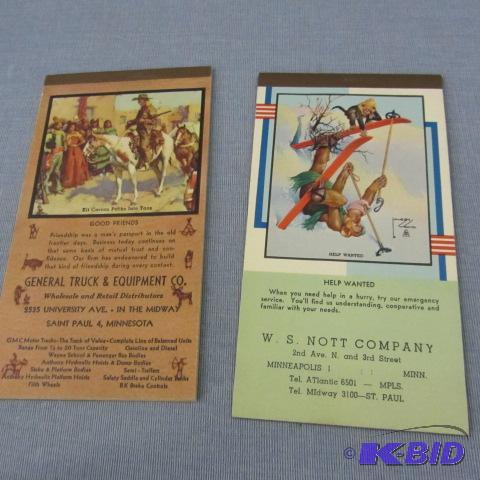 Kit Carson Rides Into Taos
GOOD FRIENDS
Friendship was a man's passport in the old
frontier days. Business today continues on
that same basis of mutual trust and con-
fidence. Our firm has endeavored to build
that kind of friendship during every contact.
GENERAL TRUCK & EQUIPMENT CO.
Wholesale and Retail Distributors
2535 UNIVERSITY AVE. • IN THE MIDWAY
SAINT PAUL 4, MINNESOTA
GMC Motor Trucks—The Truck of Value—Complete Line of Balanced Units
Range From ½ to 20 Tons Capacity Gasoline and Diesel
Wayne School & Passenger Bus Bodies
Anthony Hydraulic Hoists & Dump Bodies
Stake & Platform Bodies Semi-Trailers
Anthony Hydraulic Platform Hoists Safety Saddle and Cylinder Tanks
Fifth Wheels B.K. Brake Controls
HELP WANTED
HELP WANTED
When you need help in a hurry, try our emergency
service. You'll find us understanding, cooperative and
familiar with your needs.
W. S. NOTT COMPANY
2nd Ave. N. and 3rd Street
MINNEAPOLIS 1 MINN.
Tel. ATlantic 6501 — MPLS.
Tel. MIdway 3100—ST. PAUL
© K-BID